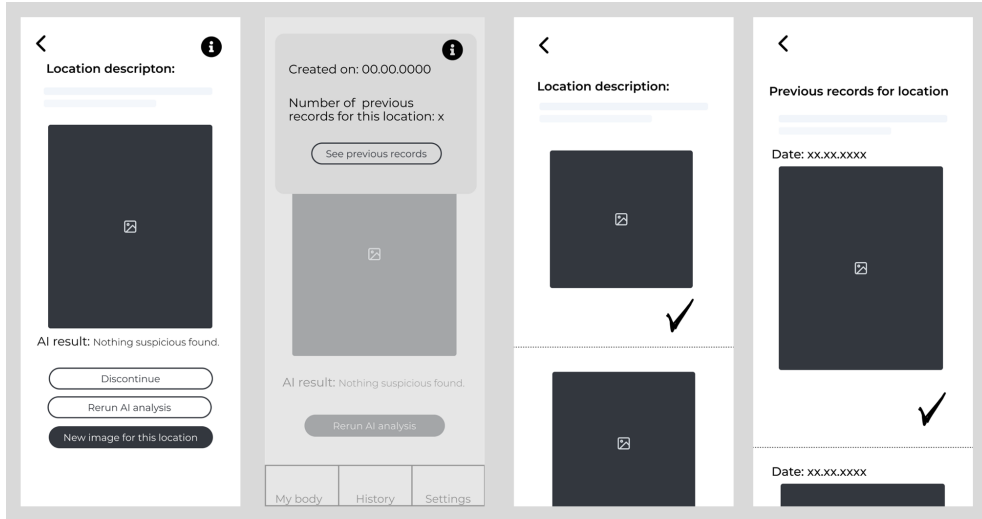 Location descripton:
AI result: Nothing suspicious found.
Discontinue
Rerun AI analysis
New image for this location
Created on: 00.00.0000
Number of previous
records for this location: x
See previous records
AI result: Nothing suspicious found.
Rerun AI analysis
My body
History
Settings
Location description:
Previous records for location
Date: xx.xx.xxxx
Date: xx.xx.xxxx